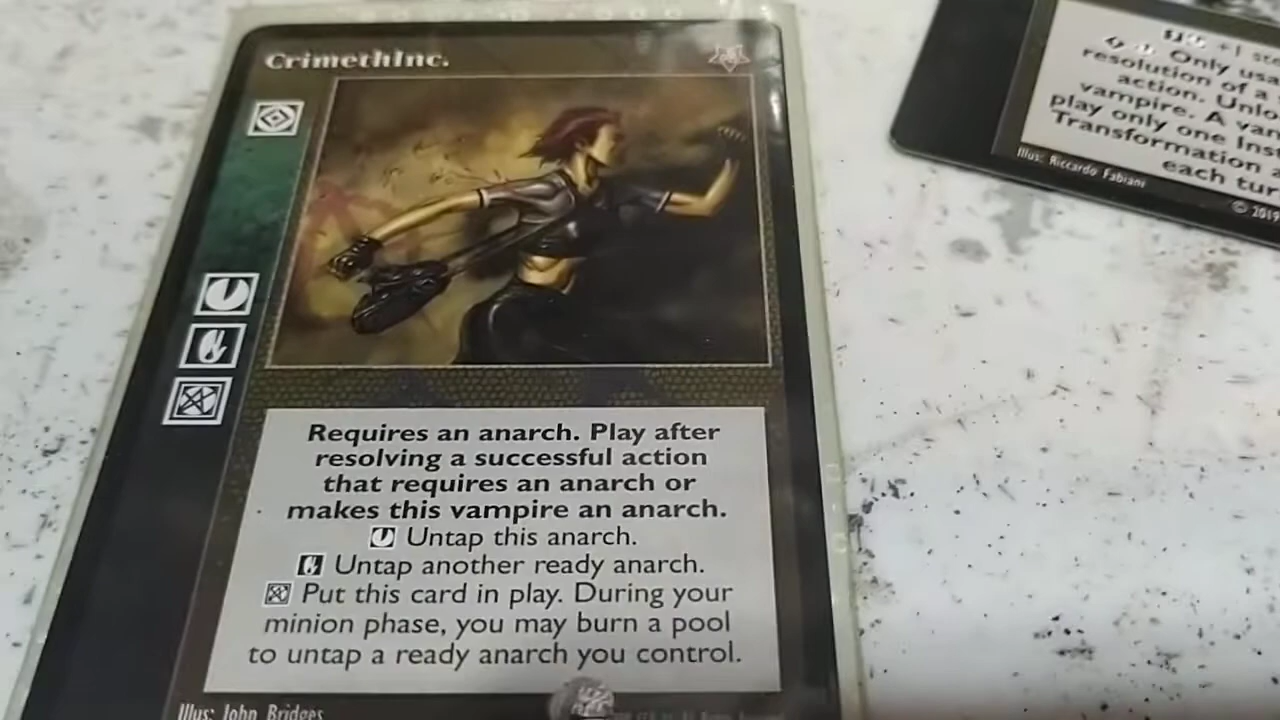 CrimethInc.
Requires an anarch. Play after
resolving a successful action
that requires an anarch or
makes this vampire an anarch.
Untap this anarch.
Untap another ready anarch.
Put this card in play. During your
minion phase, you may burn a pool
to untap a ready anarch you control.
Illus: John Bridges
+1
Only usa
resolution of a
action. Unlo
vampire. A van
play only one Inst
Transformation a
each tur
Illus: Riccardo Fabiani
© 2019